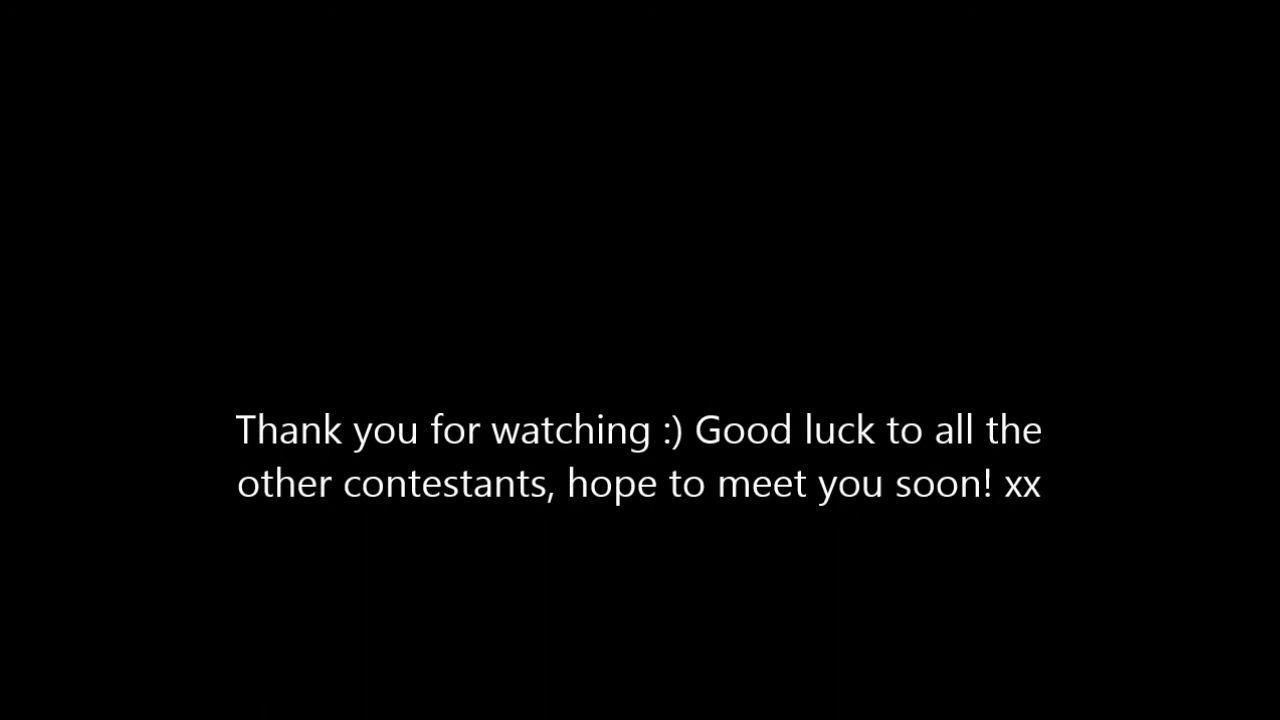 Thank you for watching :) Good luck to all the
other contestants, hope to meet you soon! xx